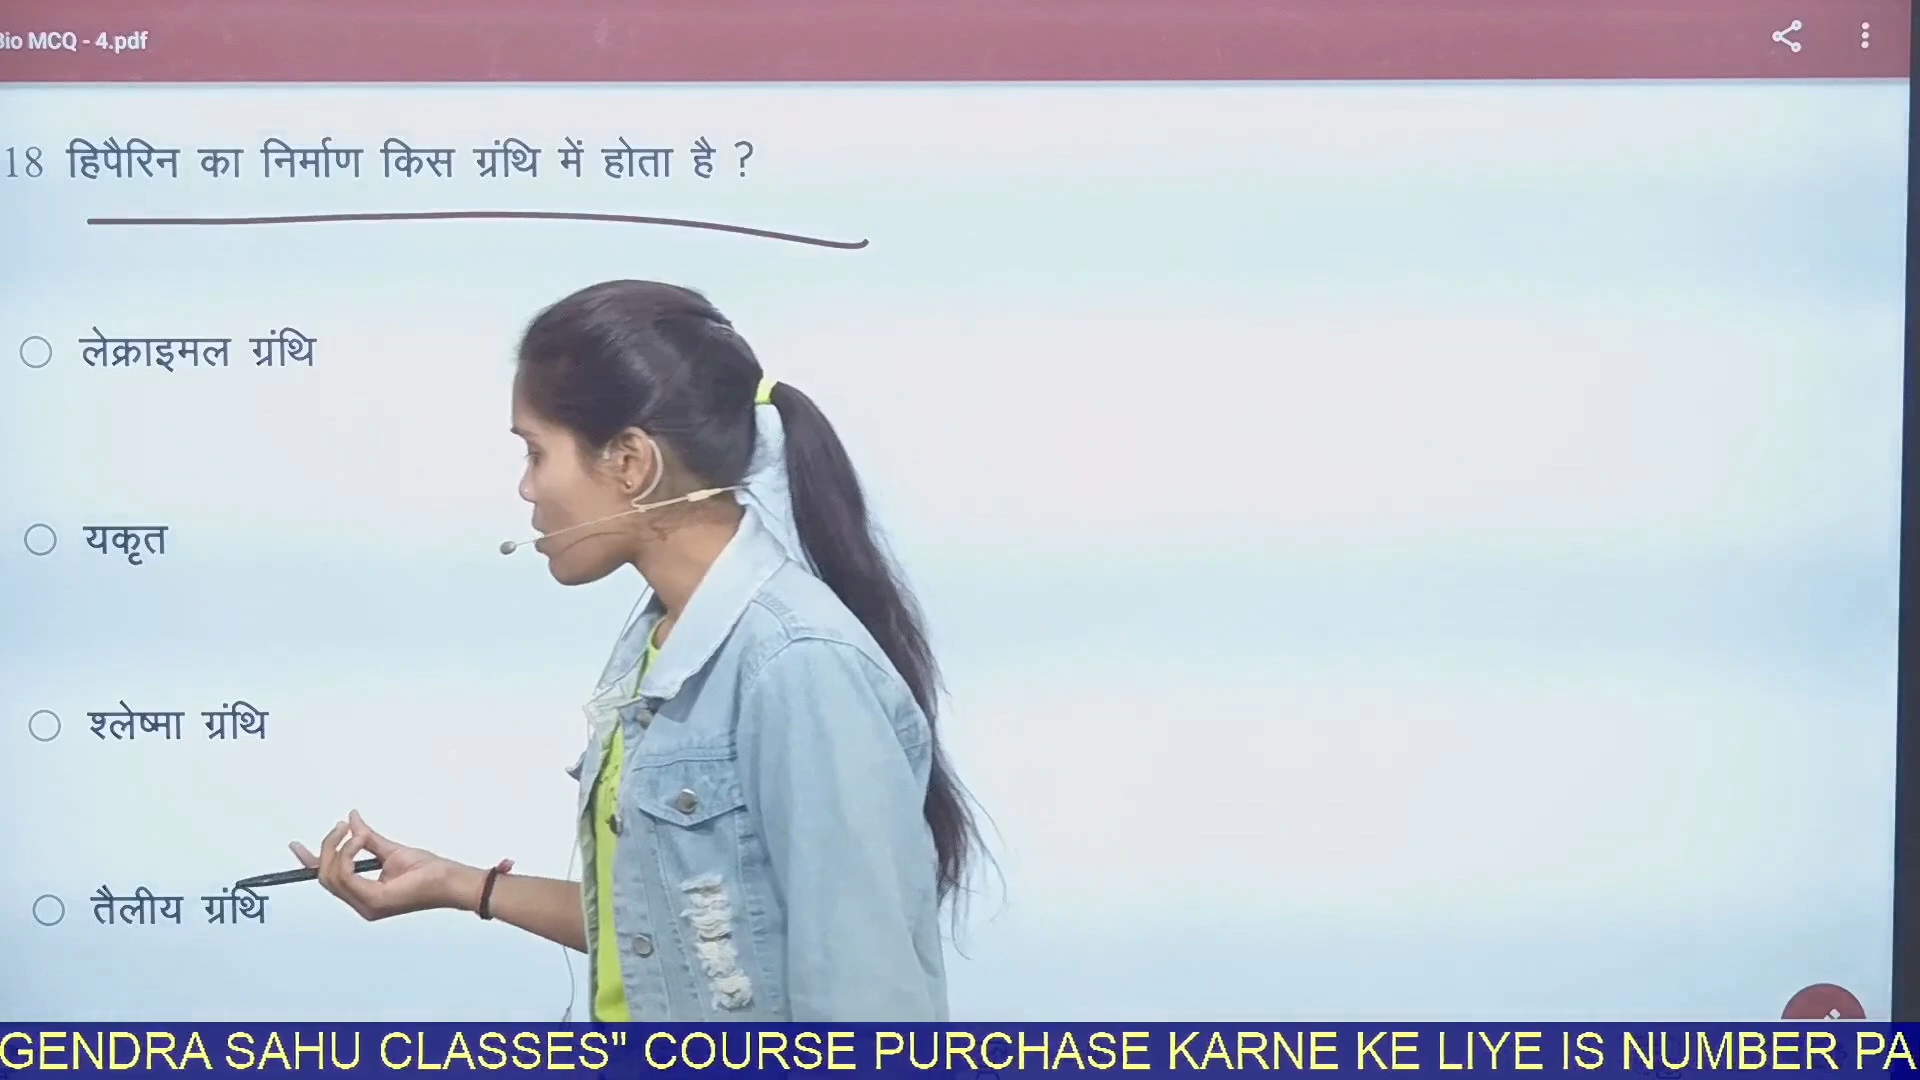 Bio MCQ - 4.pdf
18 हिपैरिन का निर्माण किस ग्रंथि में होता है ?
लेक्राइमल ग्रंथि
यकृत
श्लेष्मा ग्रंथि
तैलीय ग्रंथि
GENDRA SAHU CLASSES" COURSE PURCHASE KARNE KE LIYE IS NUMBER PA